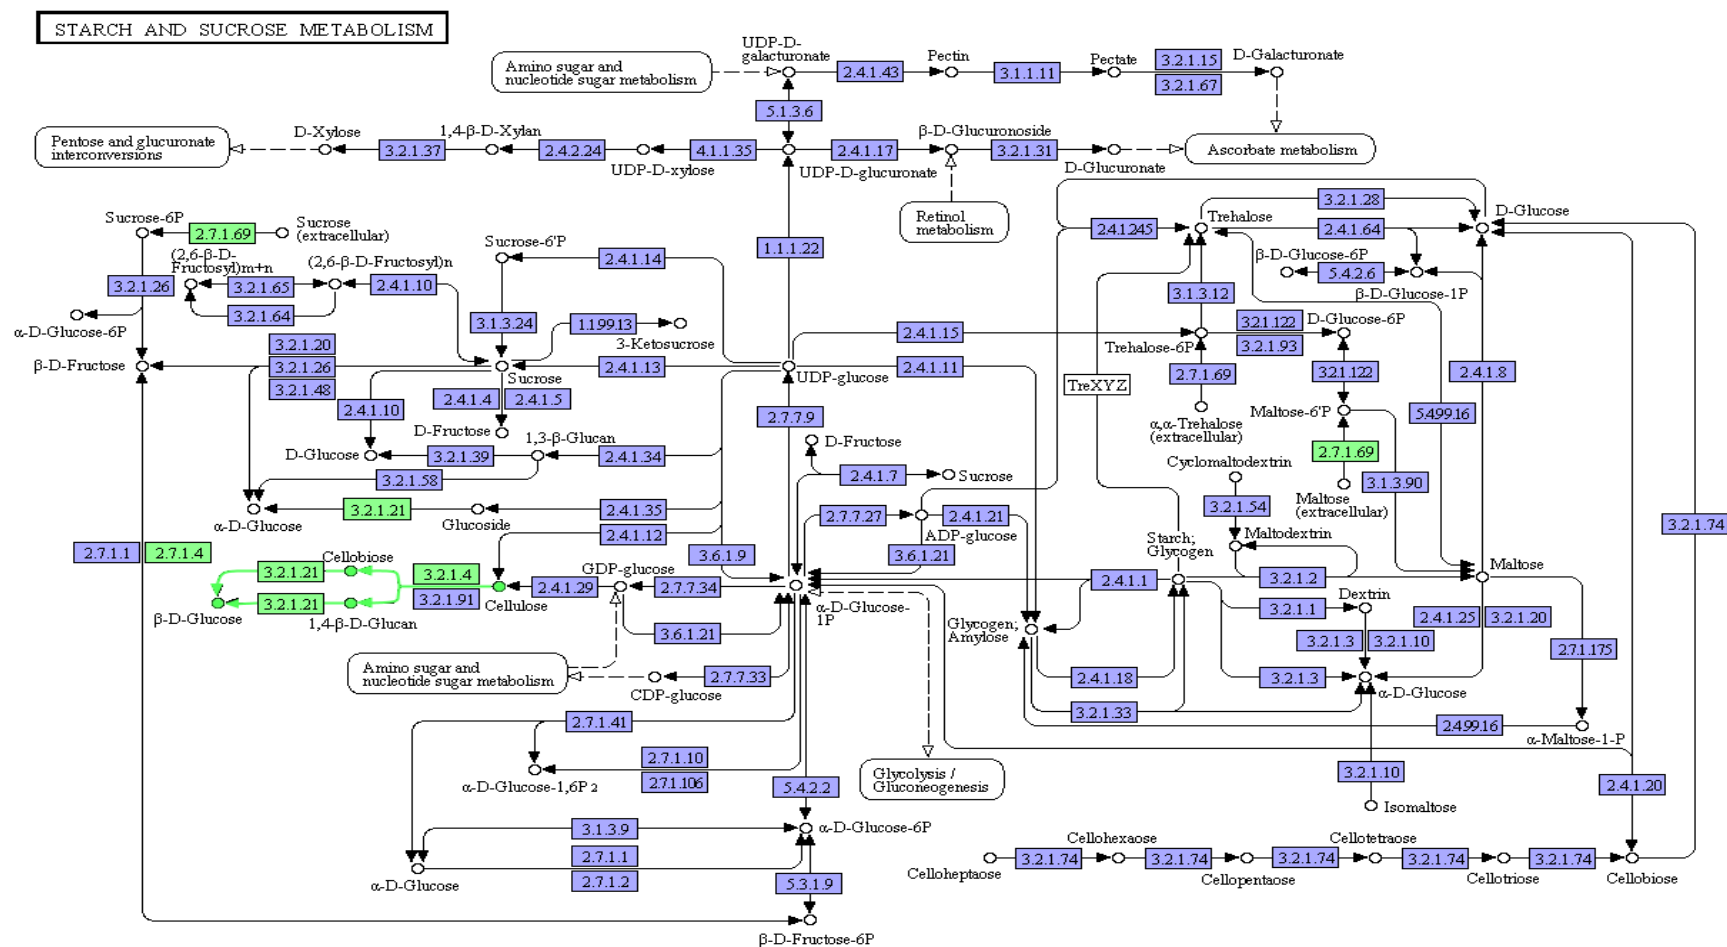 STARCH AND SUCROSE METABOLISM
Amino sugar and
nucleotide sugar metabolism
UDP-D-
galacturonate
2.4.1.43
Pectin
3.1.1.11
Pectate
3.2.1.15
3.2.1.67
D-Galacturonate
5.1.3.6
Pentose and glucuronate
interconversions
D-Xylose
3.2.1.37
1,4-β-D-Xylan
2.4.2.24
UDP-D-xylose
4.1.1.35
UDP-D-glucuronate
2.4.1.17
β-D-Glucuronoside
3.2.1.31
D-Glucuronate
Ascorbate metabolism
Retinol
metabolism
1.1.1.22
Sucrose-6P
2.7.1.69
Sucrose
(extracellular)
3.2.1.26
α-D-Glucose-6P
(2,6-β-D-
Fructosyl)m+n
3.2.1.65
3.2.1.64
(2,6-β-D-Fructosyl)n
2.4.1.10
Sucrose-6'P
2.4.1.14
3.1.3.24
1.1.99.13
3-Ketosucrose
β-D-Fructose
3.2.1.20
3.2.1.26
3.2.1.48
2.4.1.10
Sucrose
2.4.1.13
UDP-glucose
2.4.1.11
2.4.1.15
2.4.1.4
2.4.1.5
D-Fructose
D-Glucose
3.2.1.39
1,3-β-Glucan
2.4.1.34
3.2.1.58
α-D-Glucose
3.2.1.21
Glucoside
2.4.1.35
2.4.1.12
2.7.7.9
D-Fructose
2.4.1.7
Sucrose
2.7.7.27
ADP-glucose
2.4.1.21
3.6.1.9
3.6.1.21
2.4.1.245
Trehalose
3.2.1.28
2.4.1.64
D-Glucose
β-D-Glucose-6P
5.4.2.6
β-D-Glucose-1P
3.1.3.12
Trehalose-6P
3.2.1.122
3.2.1.93
D-Glucose-6P
2.7.1.69
α,α-Trehalose
(extracellular)
3.2.1.122
Maltose-6'P
2.7.1.69
Maltose
(extracellular)
3.1.3.90
2.4.1.8
5.4.99.16
TreXYZ
Cyclomaltodextrin
3.2.1.54
Maltodextrin
Starch;
Glycogen
3.2.1.2
Maltose
3.2.1.74
2.7.1.1
2.7.1.4
Cellobiose
3.2.1.21
3.2.1.21
β-D-Glucose
1,4-β-D-Glucan
3.2.1.4
3.2.1.91
Cellulose
2.4.1.29
GDP-glucose
2.7.7.34
3.6.1.21
α-D-Glucose-
1P
2.4.1.1
3.2.1.1
Dextrin
3.2.1.3
3.2.1.10
2.4.1.25
3.2.1.20
2.7.1.175
Glycogen;
Amylose
2.4.1.18
3.2.1.3
α-D-Glucose
3.2.1.33
2.4.99.16
α-Maltose-1-P
Amino sugar and
nucleotide sugar metabolism
CDP-glucose
2.7.7.33
2.7.1.41
2.7.1.10
2.7.1.106
α-D-Glucose-1,6P2
Glycolysis /
Gluconeogenesis
5.4.2.2
3.2.1.10
Isomaltose
2.4.1.20
3.1.3.9
α-D-Glucose-6P
2.7.1.1
2.7.1.2
α-D-Glucose
5.3.1.9
β-D-Fructose-6P
Celloheptaose
3.2.1.74
Cellohexaose
3.2.1.74
Cellopentaose
3.2.1.74
Cellotetraose
3.2.1.74
Cellotriose
3.2.1.74
Cellobiose